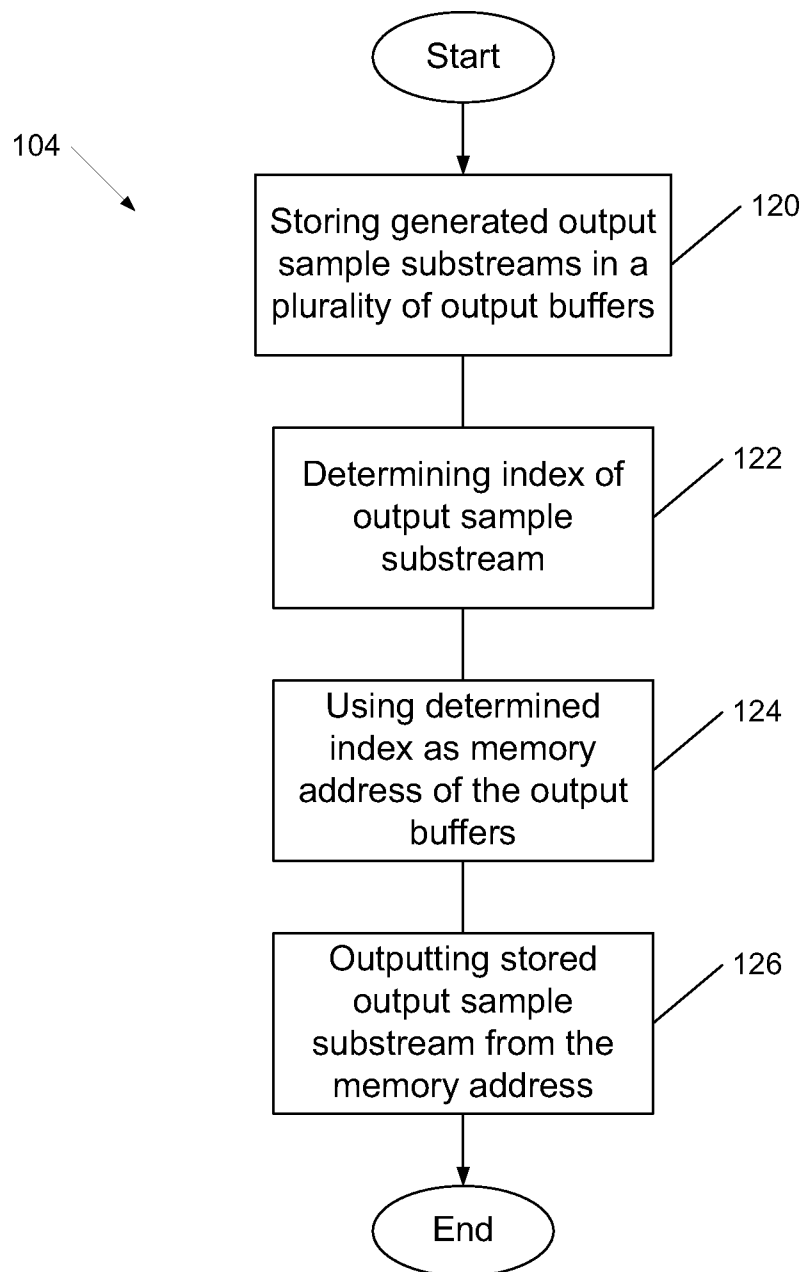 Start
104
Storing generated output
sample substreams in a
plurality of output buffers
120
Determining index of
output sample
substream
122
Using determined
index as memory
address of the output
buffers
124
Outputting stored
output sample
substream from the
memory address
126
End